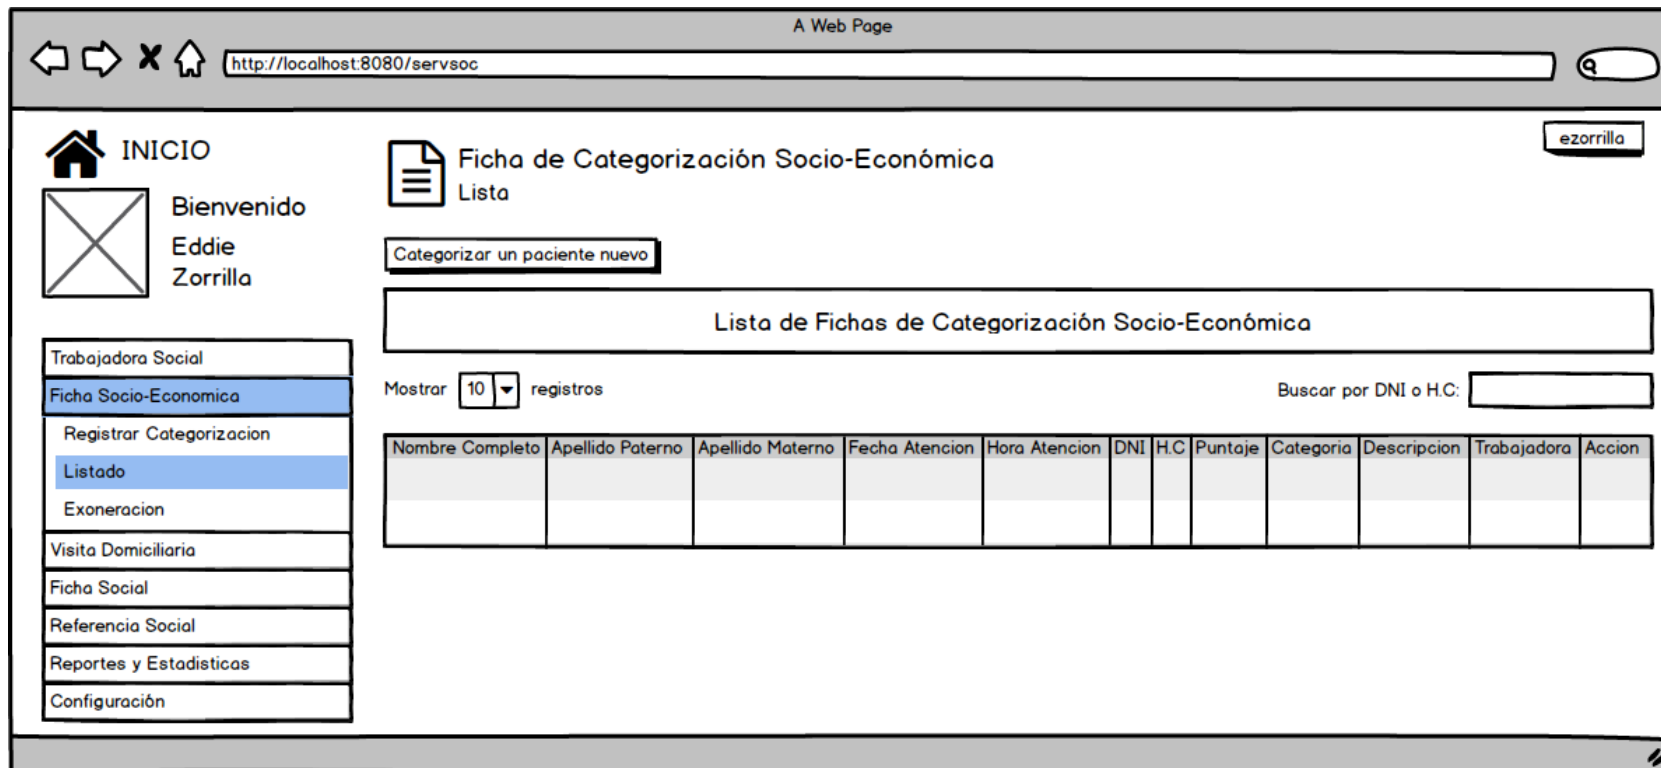 A Web Page
http://localhost:8080/servsoc
INICIO
Bienvenido
Eddie
Zorrilla
Trabajadora Social
Ficha Socio-Economica
Registrar Categorizacion
Listado
Exoneracion
Visita Domiciliaria
Ficha Social
Referencia Social
Reportes y Estadisticas
Configuración
ezorrilla
Ficha de Categorización Socio-Económica
Lista
Categorizar un paciente nuevo
Lista de Fichas de Categorización Socio-Económica
Mostrar 10 registros Buscar por DNI o H.C:
Nombre Completo Apellido Paterno Apellido Materno Fecha Atencion Hora Atencion DNI H.C Puntaje Categoria Descripcion Trabajadora Accion